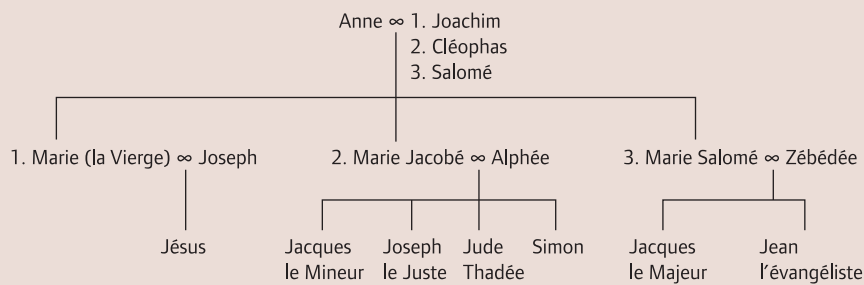 Anne ∞ 1. Joachim
2. Cléophas
3. Salomé
1. Marie (la Vierge) ∞ Joseph
2. Marie Jacobé ∞ Alphée
3. Marie Salomé ∞ Zébédée
Jésus
Jacques
le Mineur
Joseph
le Juste
Jude
Thadée
Simon
Jacques
le Majeur
Jean
l'évangéliste